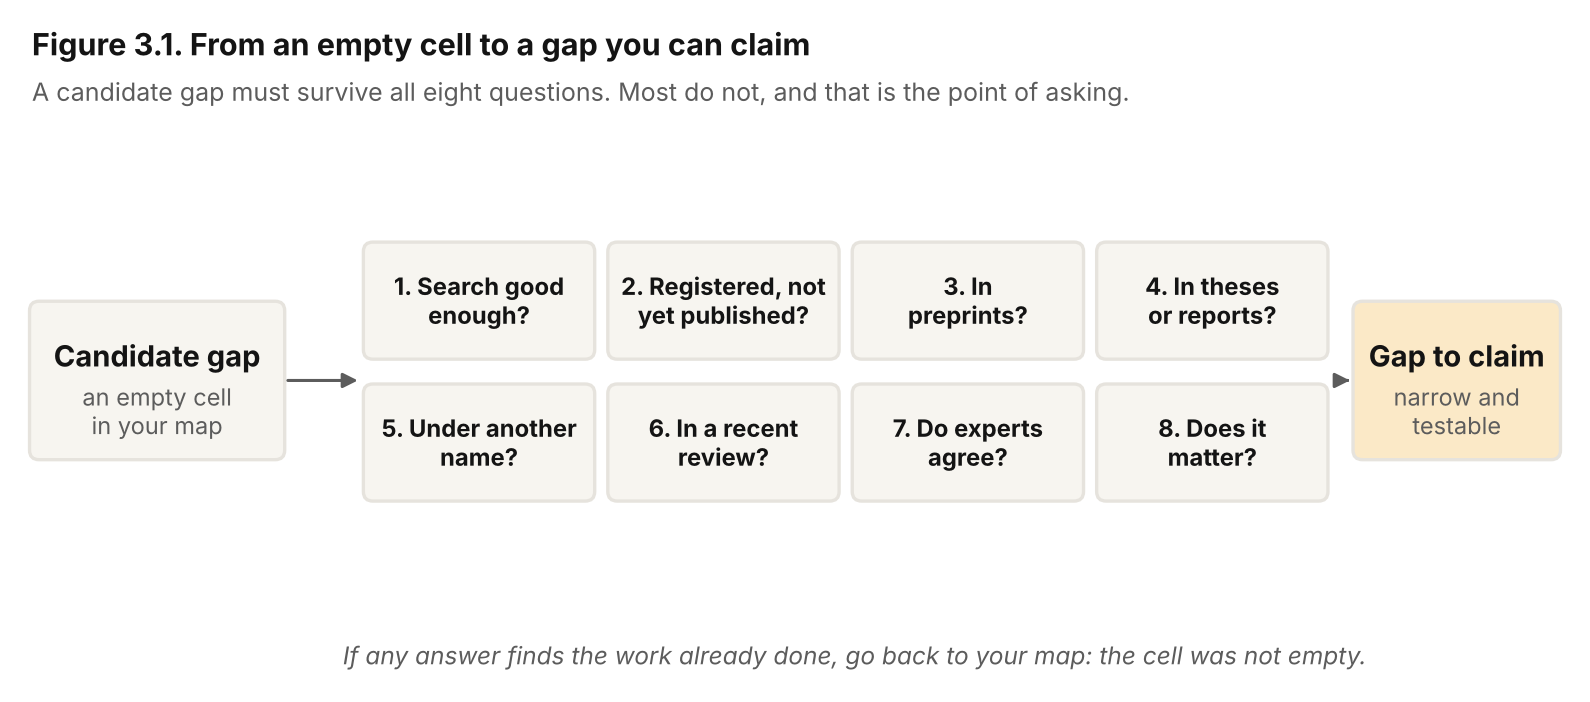 Figure 3.1. From an empty cell to a gap you can claim
A candidate gap must survive all eight questions. Most do not, and that is the point of asking.
Candidate gap
an empty cell
in your map
1. Search good
enough?
2. Registered, not
yet published?
3. In
preprints?
4. In theses
or reports?
5. Under another
name?
6. In a recent
review?
7. Do experts
agree?
8. Does it
matter?
Gap to claim
narrow and
testable
If any answer finds the work already done, go back to your map: the cell was not empty.